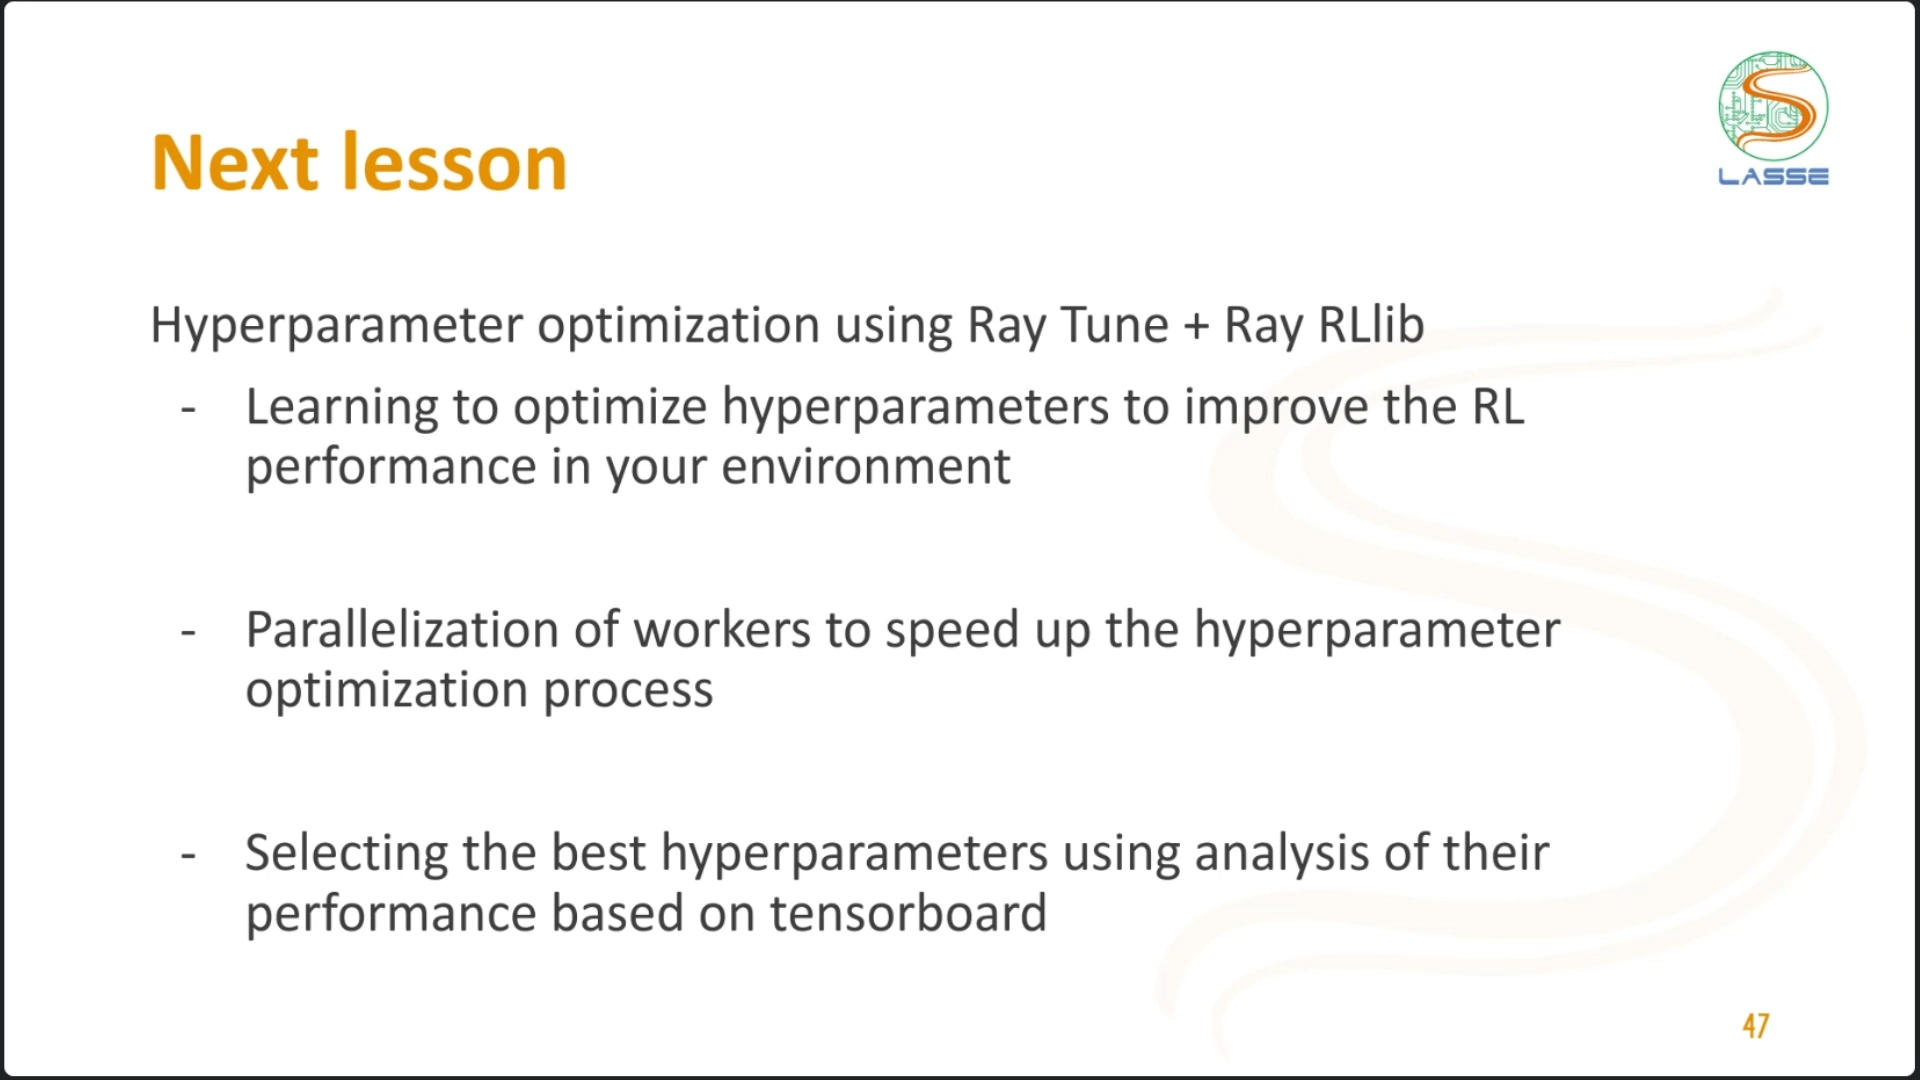 LASSE
Next lesson
Hyperparameter optimization using Ray Tune + Ray RLlib
- Learning to optimize hyperparameters to improve the RL
performance in your environment
- Parallelization of workers to speed up the hyperparameter
optimization process
- Selecting the best hyperparameters using analysis of their
performance based on tensorboard
47